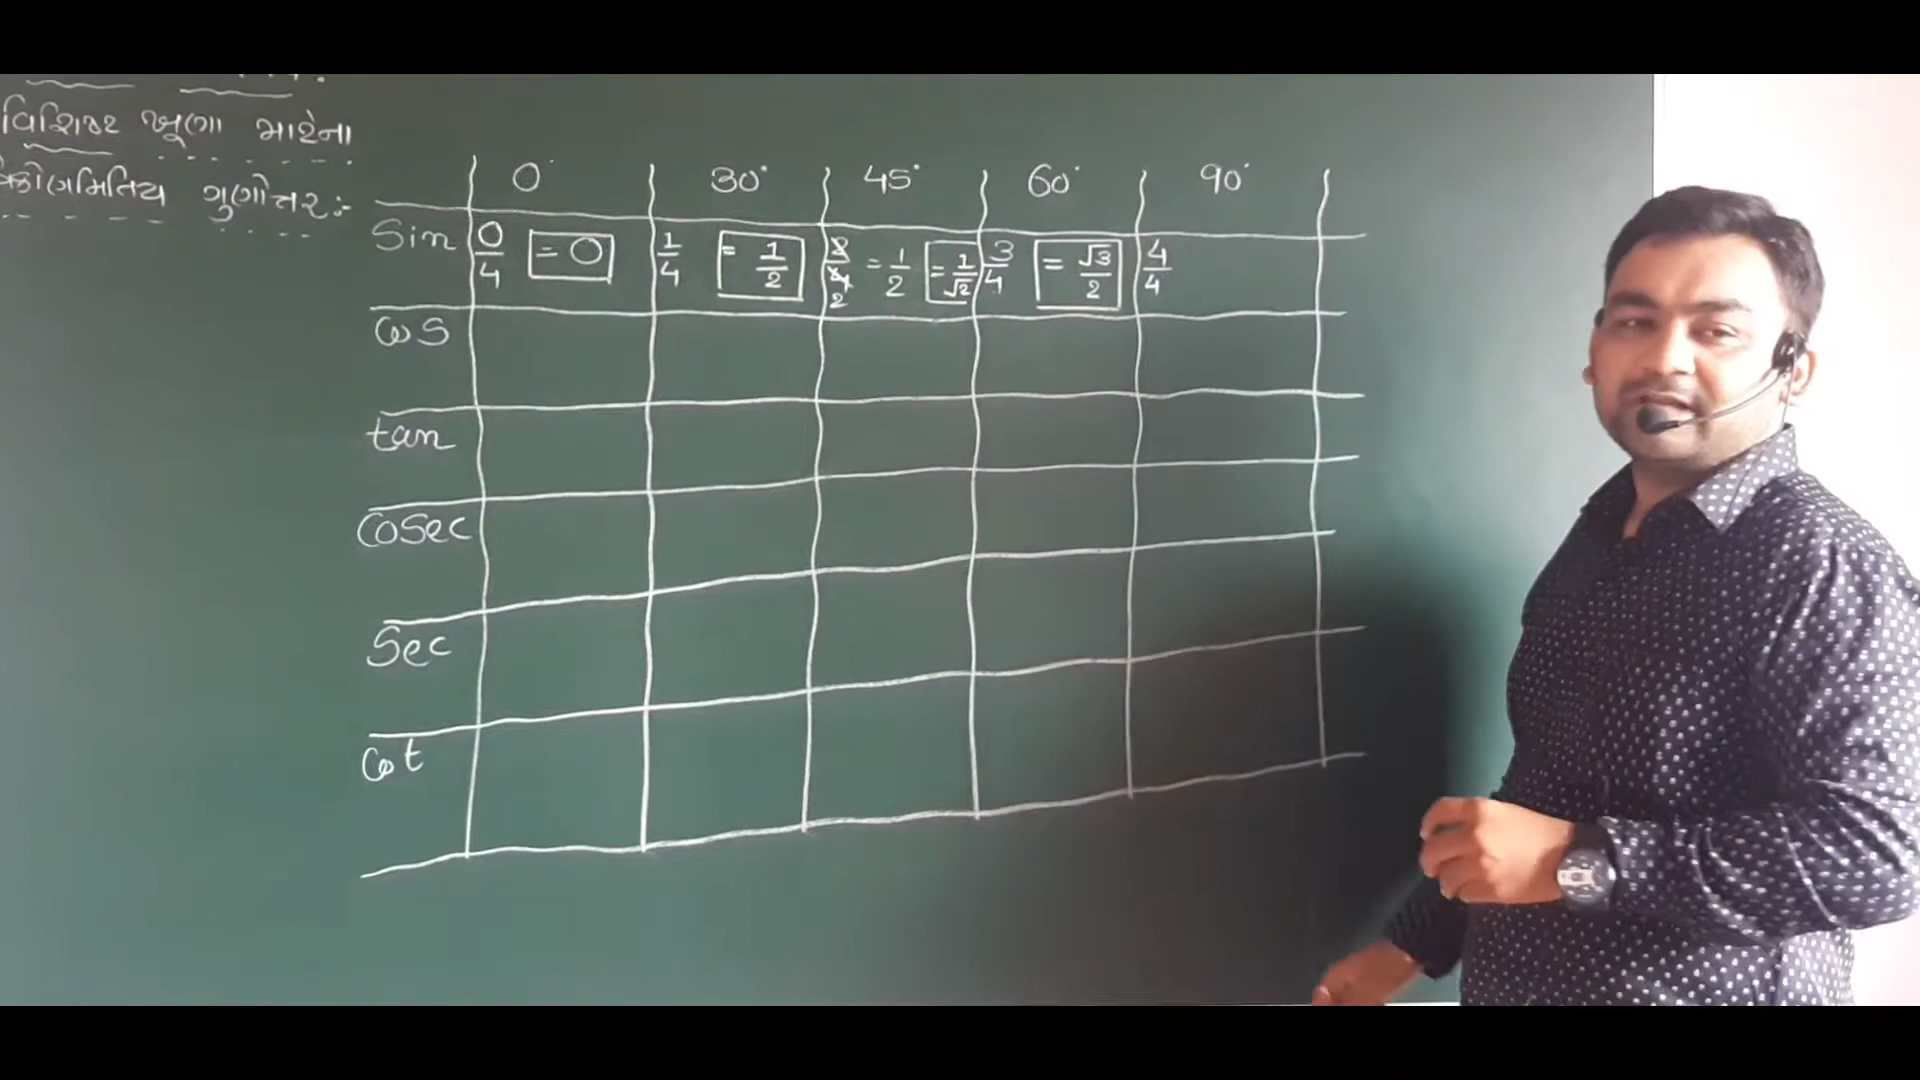 વિશિષ્ટ ખૂણા માટેના
ત્રિકોણમિતિય ગુણોત્તર :-
0° 30° 45° 60° 90°
Sin 0/4 = 0 1/4 = 1/2 2/4 2 = 1/2 = 1/√2 3/4 = √3/2 4/4
cos
tan
cosec
Sec
cot